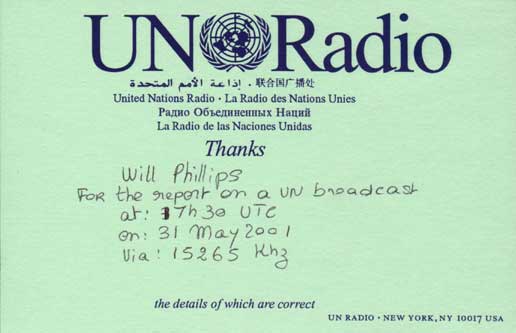 UN Radio
إذاعة الأمم المتحدة · 联合国广播处
United Nations Radio · La Radio des Nations Unies
Радио Объединенных Наций
La Radio de las Naciones Unidas
Thanks
Will Phillips
For the report on a UN broadcast
at: 17h30 UTC
on: 31 May 2001
Via: 15265 Khz
the details of which are correct
UN RADIO · NEW YORK, NY 10017 USA